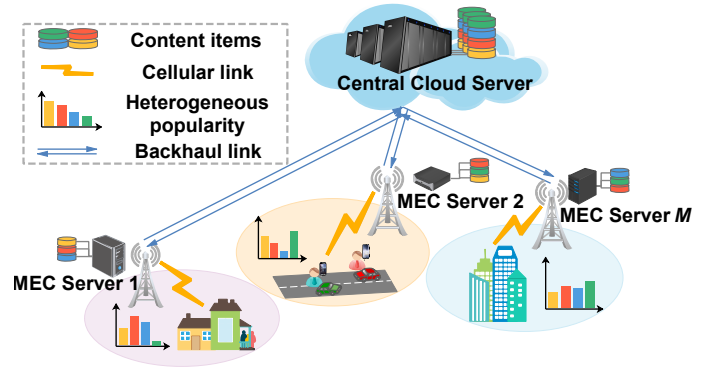 Content items
Cellular link
Heterogeneous
popularity
Backhaul link
Central Cloud Server
MEC Server 2
MEC Server M
MEC Server 1